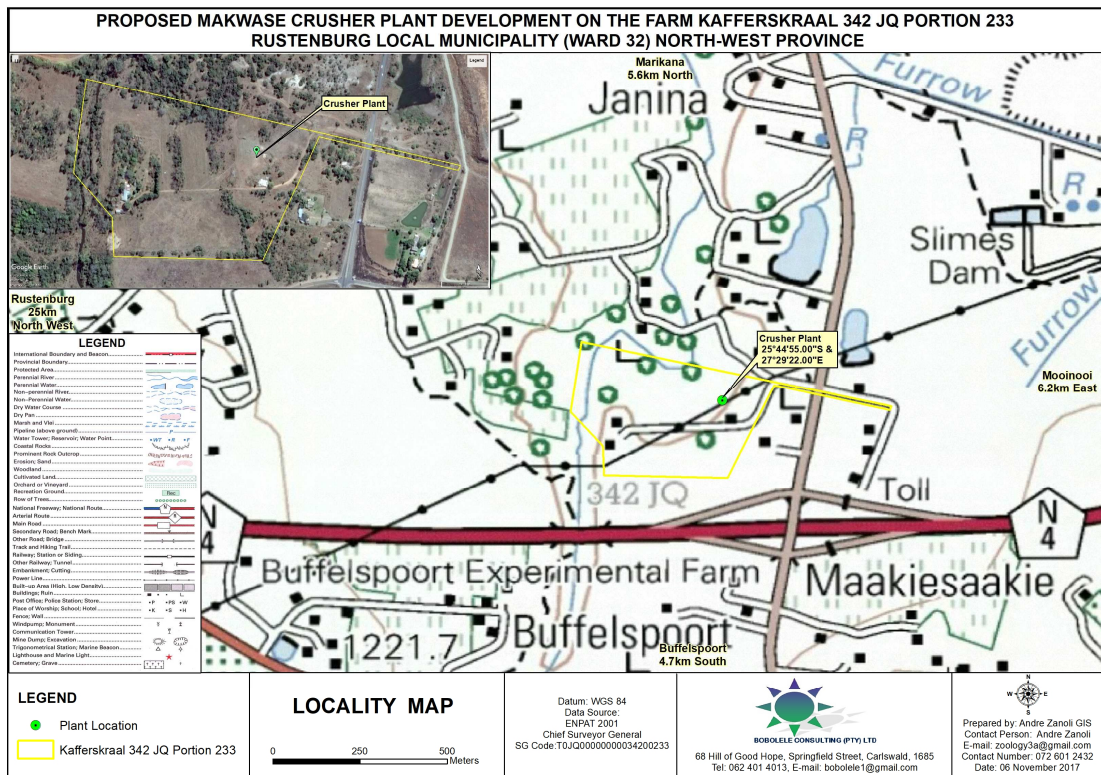 PROPOSED MAKWASE CRUSHER PLANT DEVELOPMENT ON THE FARM KAFFERSKRAAL 342 JQ PORTION 233
RUSTENBURG LOCAL MUNICIPALITY (WARD 32) NORTH-WEST PROVINCE
Legend
Crusher Plant
Google Earth
Marikana
5.6km North
Janina
Furrow
R
R
Slimes
Dam
Furrow
Rustenburg
25km
North West
Crusher Plant
25°44'55.00"S &
27°29'22.00"E
Mooinooi
6.2km East
342 JQ
Toll
N
4
N
4
Buffelspoort Experimental Farm
Maakiesaakie
Buffelspoort
1221.7
Buffelspoort
4.7km South
LEGEND
International Boundary and Beacon
Provincial Boundary
Protected Area
Perennial River
Perennial Water
Non-perennial River
Non-Perennial Water
Dry Water Course
Dry Pan
Marsh and Vlei
Pipeline (above ground)
Water Tower; Reservoir; Water Point
Coastal Rocks
Prominent Rock Outcrop
Erosion; Sand
Woodland
Cultivated Land
Orchard or Vineyard
Recreation Ground
Row of Trees
National Freeway; National Route
Arterial Route
Main Road
Secondary Road; Bench Mark
Other Road; Bridge
Track and Hiking Trail
Railway; Station or Siding
Other Railway; Tunnel
Embankment; Cutting
Power Line
Built-up Area (High, Low Density)
Buildings; Ruin
Post Office; Police Station; Store
Place of Worship; School; Hotel
Fence; Wall
Windpump; Monument
Communication Tower
Mine Dump; Excavation
Trigonometrical Station; Marine Beacon
Lighthouse and Marine Light
Cemetery; Grave
LEGEND
Plant Location
Kafferskraal 342 JQ Portion 233
LOCALITY MAP
0 250 500
Meters
Datum: WGS 84
Data Source:
ENPAT 2001
Chief Surveyor General
SG Code:T0JQ00000000034200233
BOBOLELE CONSULTING (PTY) LTD
68 Hill of Good Hope, Springfield Street, Carlswald, 1685
Tel: 062 401 4013, E-mail: bobolele1@gmail.com
N
W E
S
Prepared by: Andre Zanoli GIS
Contact Person: Andre Zanoli
E-mail: zoology3a@gmail.com
Contact Number: 072 601 2432
Date: 06 November 2017